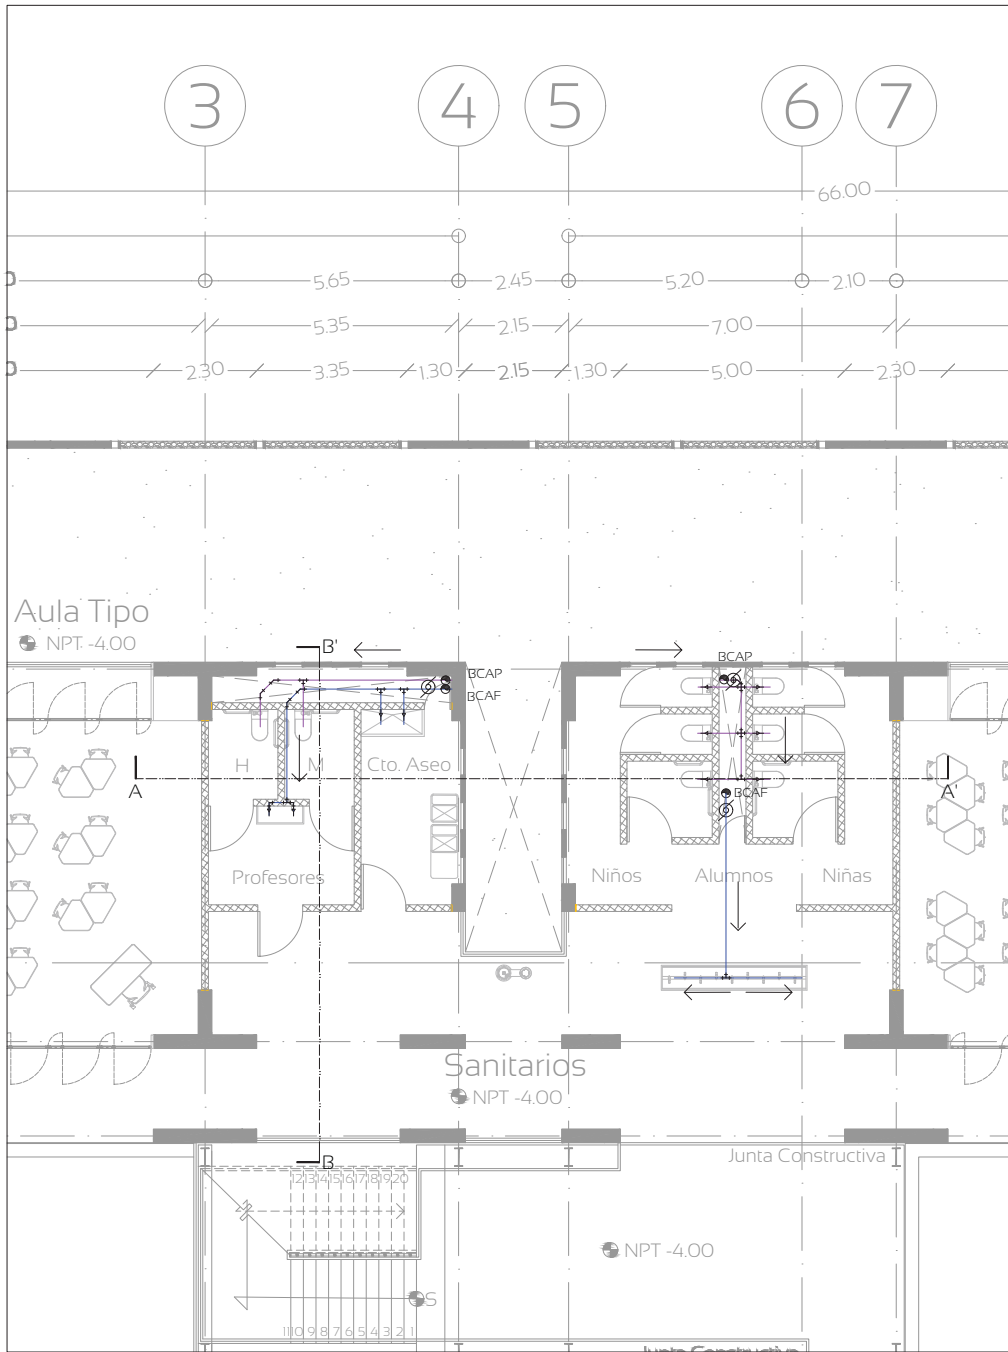 3 4 5 6 7
66.00
5.65 2.45 5.20 2.10
5.35 2.15 7.00
2.30 3.35 1.30 2.15 1.30 5.00 2.30
Aula Tipo
NPT. -4.00
B'
BCAP
BCAP
BCAF
H M Cto. Aseo
A
BCAF
A'
Profesores
Niños Alumnos Niñas
Sanitarios
NPT -4.00
B
Junta Constructiva
12 13 14 15 16 17 18 19 20
NPT -4.00
S
11 10 9 8 7 6 5 4 3 2 1
Junta Constructiva